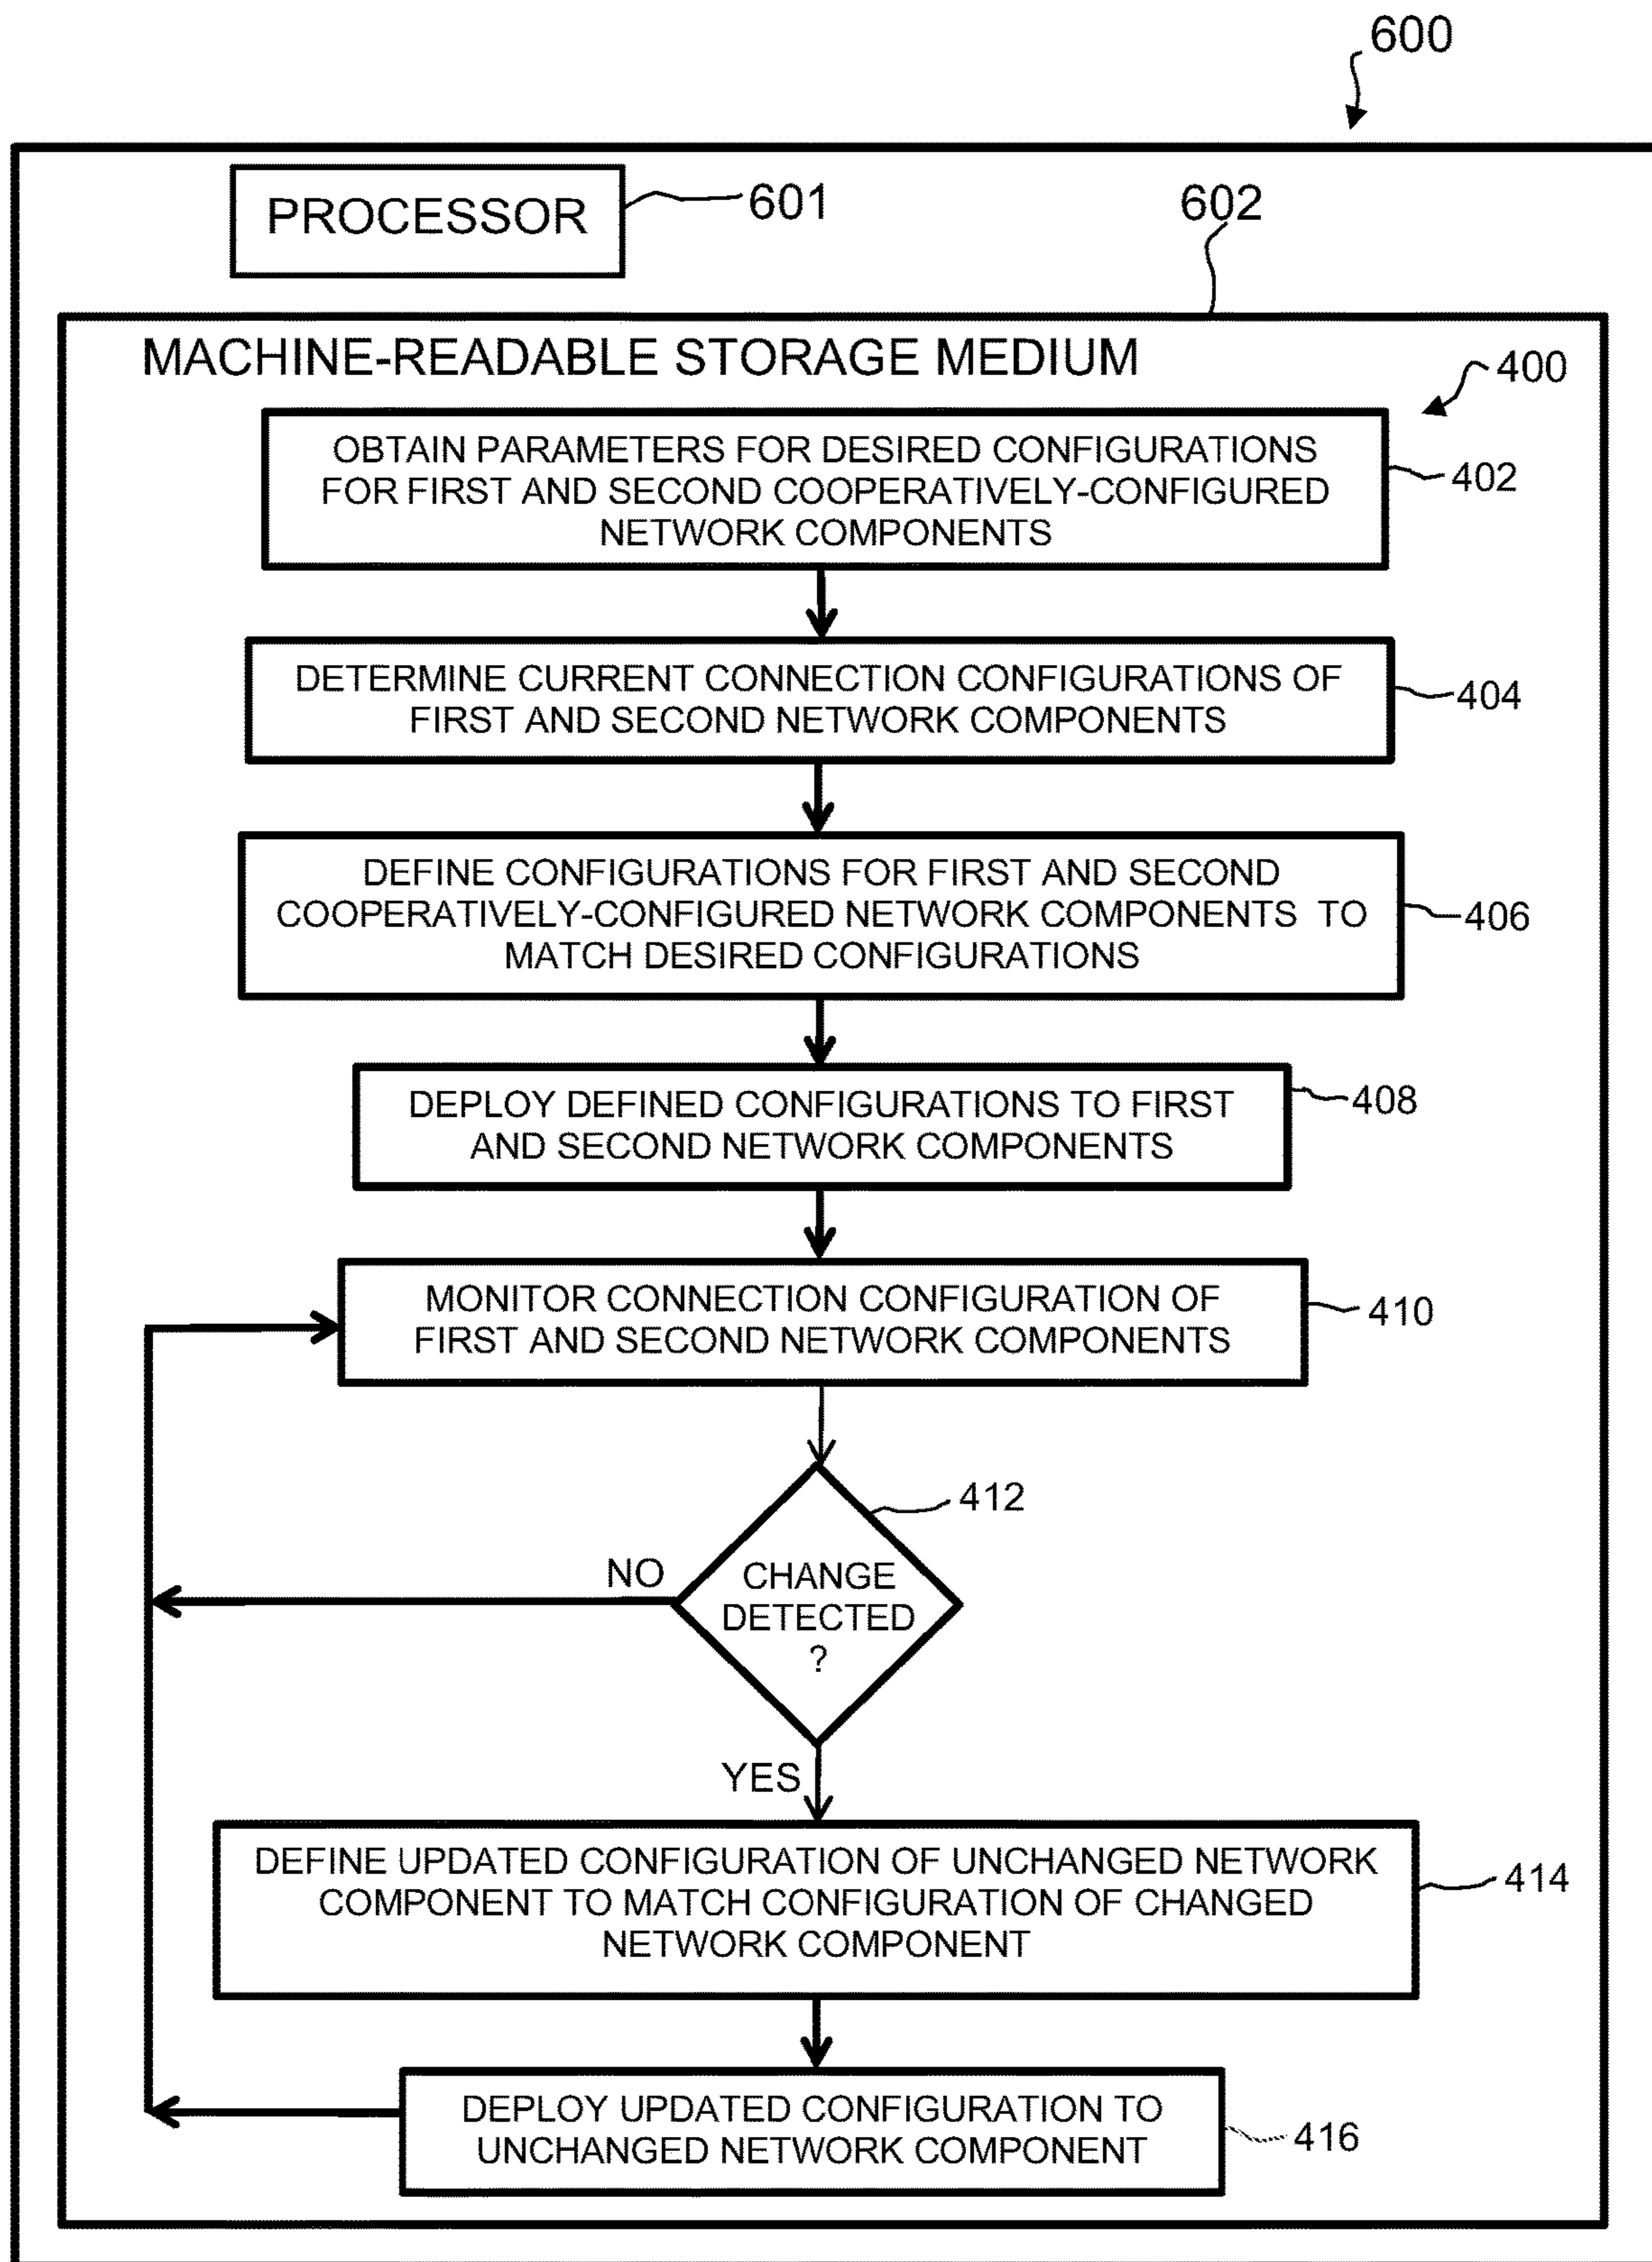 600
PROCESSOR
601
602
MACHINE-READABLE STORAGE MEDIUM
400
OBTAIN PARAMETERS FOR DESIRED CONFIGURATIONS
FOR FIRST AND SECOND COOPERATIVELY-CONFIGURED
NETWORK COMPONENTS
402
DETERMINE CURRENT CONNECTION CONFIGURATIONS OF
FIRST AND SECOND NETWORK COMPONENTS
404
DEFINE CONFIGURATIONS FOR FIRST AND SECOND
COOPERATIVELY-CONFIGURED NETWORK COMPONENTS TO
MATCH DESIRED CONFIGURATIONS
406
DEPLOY DEFINED CONFIGURATIONS TO FIRST
AND SECOND NETWORK COMPONENTS
408
MONITOR CONNECTION CONFIGURATION OF
FIRST AND SECOND NETWORK COMPONENTS
410
412
NO
CHANGE
DETECTED
?
YES
DEFINE UPDATED CONFIGURATION OF UNCHANGED NETWORK
COMPONENT TO MATCH CONFIGURATION OF CHANGED
NETWORK COMPONENT
414
DEPLOY UPDATED CONFIGURATION TO
UNCHANGED NETWORK COMPONENT
416